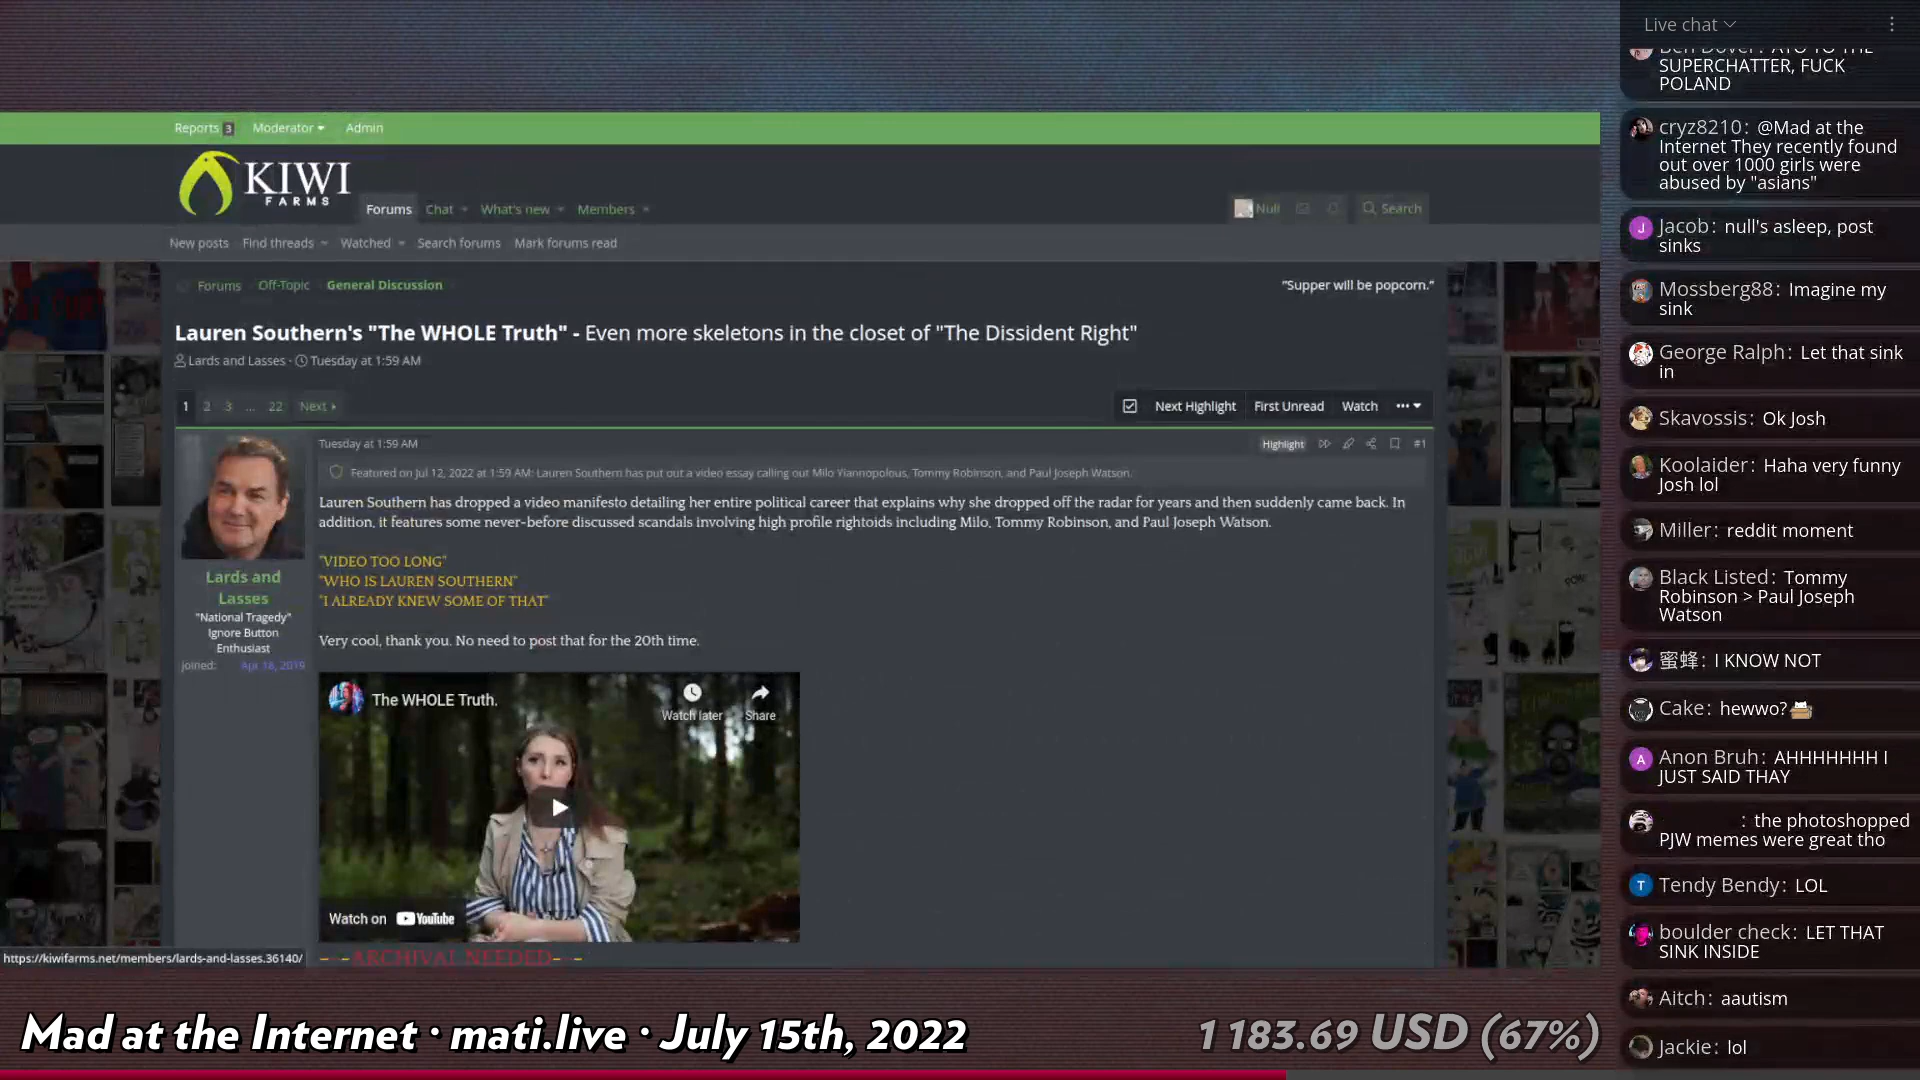 Reports 3 Moderator Admin
KIWI
FARMS
Forums Chat What's new Members
Null Search
New posts Find threads Watched Search forums Mark forums read
Forums Off-Topic General Discussion
"Supper will be popcorn."
Lauren Southern's "The WHOLE Truth" - Even more skeletons in the closet of "The Dissident Right"
Lards and Lasses · Tuesday at 1:59 AM
1 2 3 ... 22 Next
Next Highlight First Unread Watch •••
Tuesday at 1:59 AM
Highlight #1
Featured on Jul 12, 2022 at 1:59 AM: Lauren Southern has put out a video essay calling out Milo Yiannopolous, Tommy Robinson, and Paul Joseph Watson.
Lauren Southern has dropped a video manifesto detailing her entire political career that explains why she dropped off the radar for years and then suddenly came back. In
addition, it features some never-before discussed scandals involving high profile rightoids including Milo, Tommy Robinson, and Paul Joseph Watson.
"VIDEO TOO LONG"
"WHO IS LAUREN SOUTHERN"
"I ALREADY KNEW SOME OF THAT"
Very cool, thank you. No need to post that for the 20th time.
Lards and
Lasses
"National Tragedy"
Ignore Button
Enthusiast
Joined: Apr 18, 2019
The WHOLE Truth.
Watch later Share
Watch on YouTube
--ARCHIVAL NEEDED- -
https://kiwifarms.net/members/lards-and-lasses.36140/
Mad at the Internet · mati.live · July 15th, 2022
1 183.69 USD (67%)
Live chat
Ben Dover: AYO TO THE
SUPERCHATTER, FUCK
POLAND
cryz8210: @Mad at the
Internet They recently found
out over 1000 girls were
abused by "asians"
Jacob: null's asleep, post
sinks
Mossberg88: Imagine my
sink
George Ralph: Let that sink
in
Skavossis: Ok Josh
Koolaider: Haha very funny
Josh lol
Miller: reddit moment
Black Listed: Tommy
Robinson > Paul Joseph
Watson
蜜蜂: I KNOW NOT
Cake: hewwo?
A
Anon Bruh: AHHHHHHH I
JUST SAID THAY
: the photoshopped
PJW memes were great tho
T
Tendy Bendy: LOL
boulder check: LET THAT
SINK INSIDE
Aitch: aautism
Jackie: lol